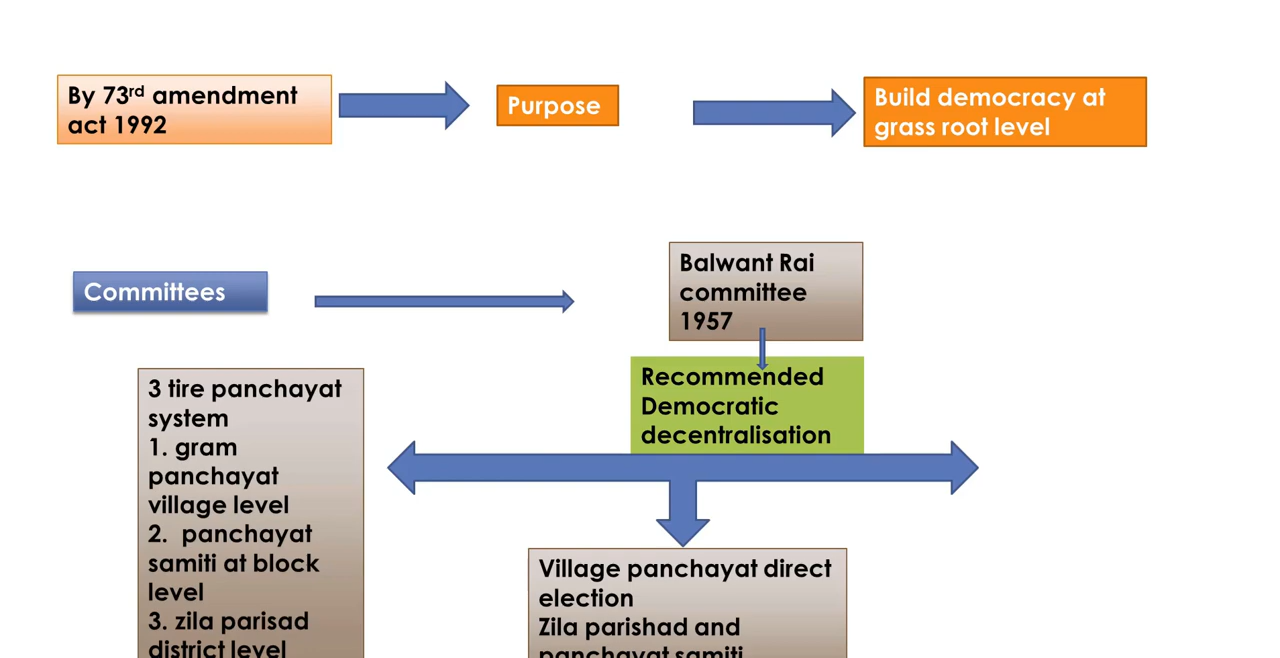 By 73rd amendment
act 1992
Purpose
Build democracy at
grass root level
Committees
Balwant Rai
committee
1957
Recommended
Democratic
decentralisation
3 tire panchayat
system
1. gram
panchayat
village level
2.  panchayat
samiti at block
level
3. zila parisad
district level
Village panchayat direct
election
Zila parishad and
panchayat samiti